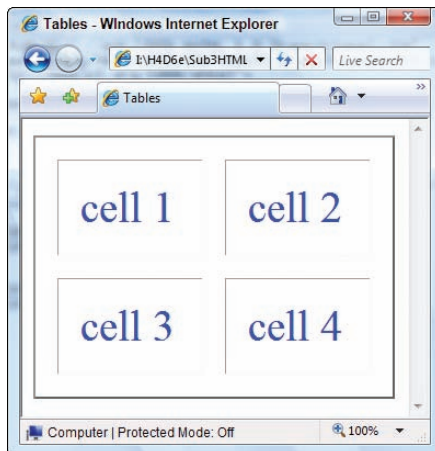 Tables - WIndows Internet Explorer
I:\H4D6e\Sub3HTML
Live Search
Tables
cell 1 cell 2
cell 3 cell 4
Computer | Protected Mode: Off 100%